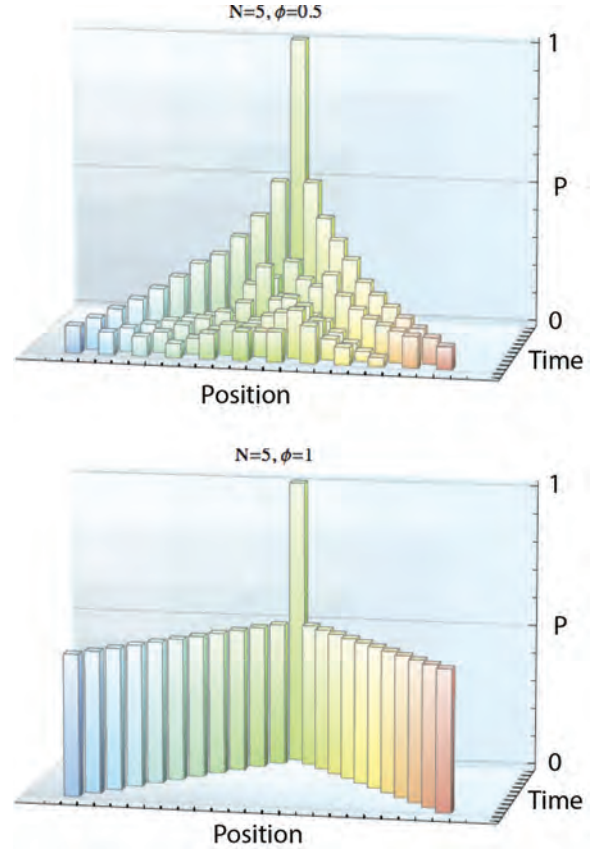 N=5, ϕ=0.5
1
P
0
Time
Position
N=5, ϕ=1
1
P
0
Time
Position